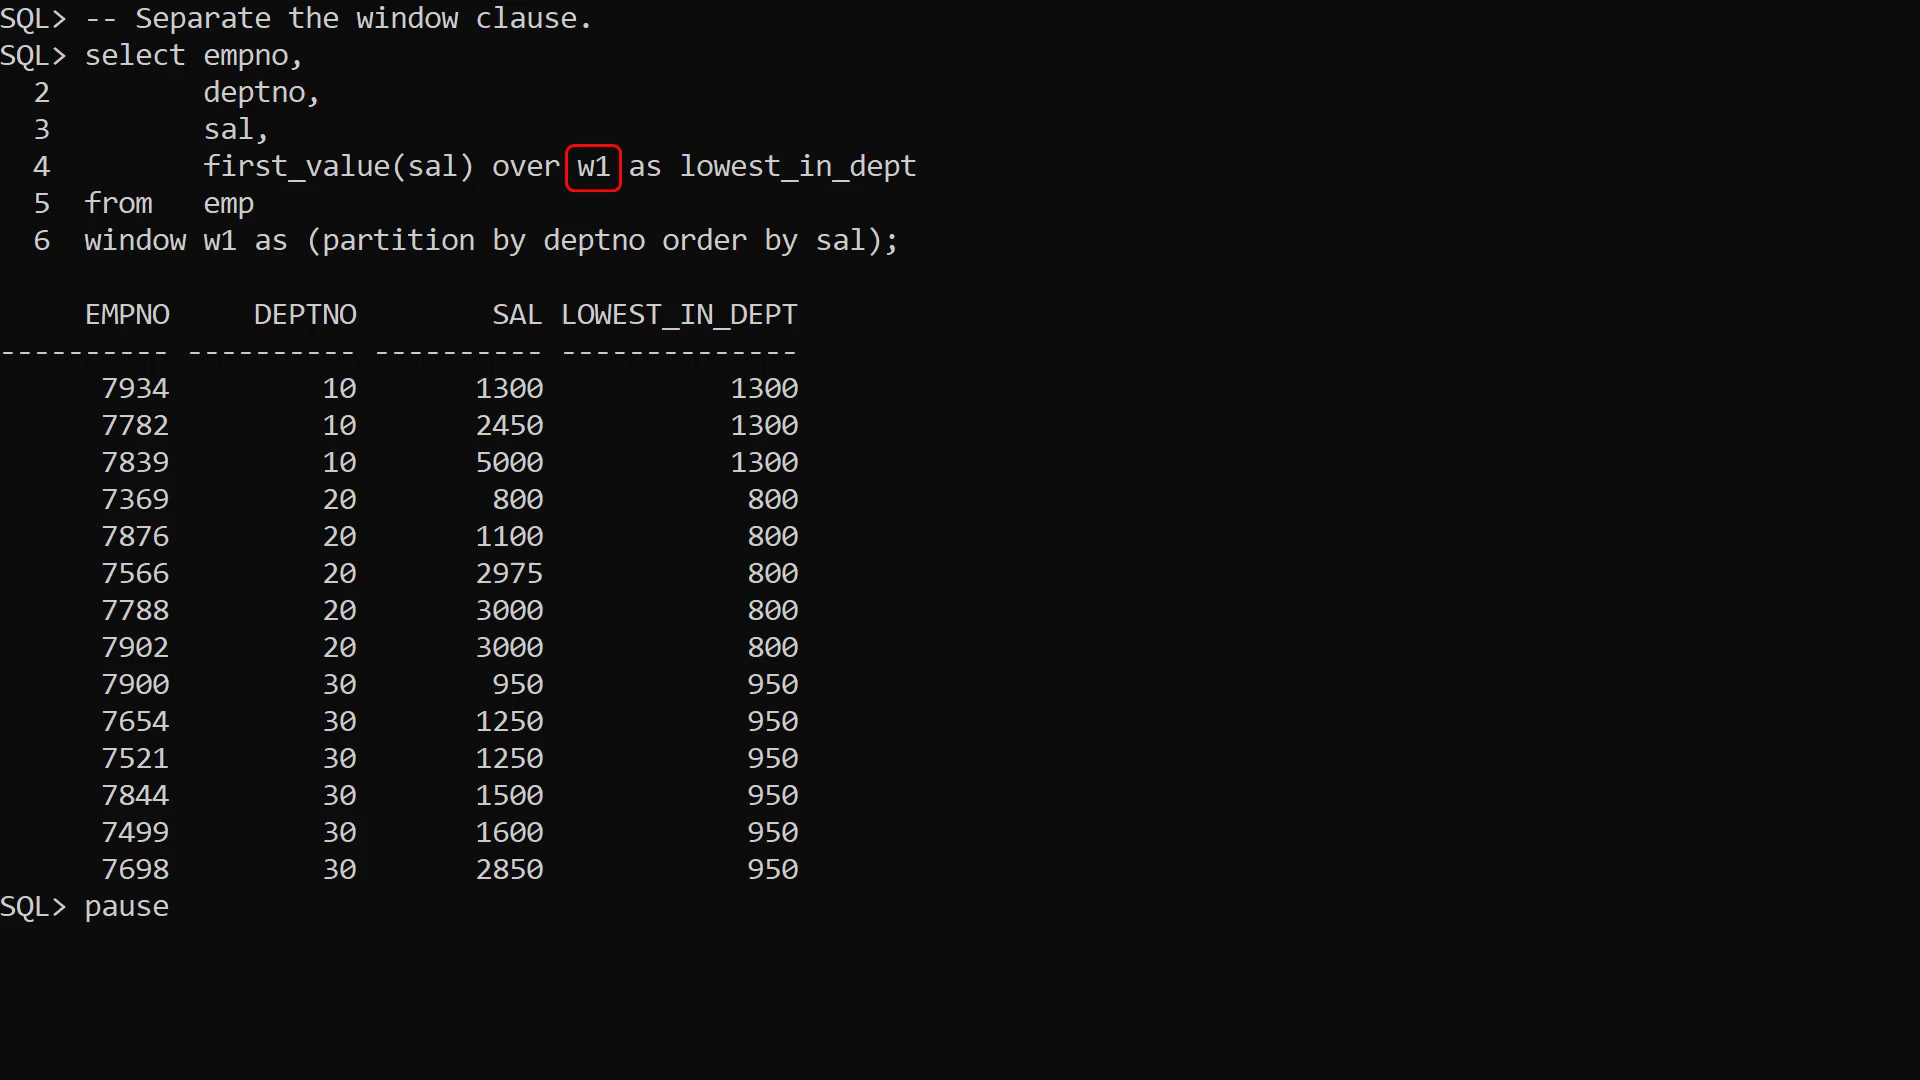 SQL> -- Separate the window clause.
SQL> select empno,
  2         deptno,
  3         sal,
  4         first_value(sal) over w1 as lowest_in_dept
  5  from   emp
  6  window w1 as (partition by deptno order by sal);

     EMPNO     DEPTNO        SAL LOWEST_IN_DEPT
---------- ---------- ---------- --------------
      7934         10       1300           1300
      7782         10       2450           1300
      7839         10       5000           1300
      7369         20        800            800
      7876         20       1100            800
      7566         20       2975            800
      7788         20       3000            800
      7902         20       3000            800
      7900         30        950            950
      7654         30       1250            950
      7521         30       1250            950
      7844         30       1500            950
      7499         30       1600            950
      7698         30       2850            950
SQL> pause